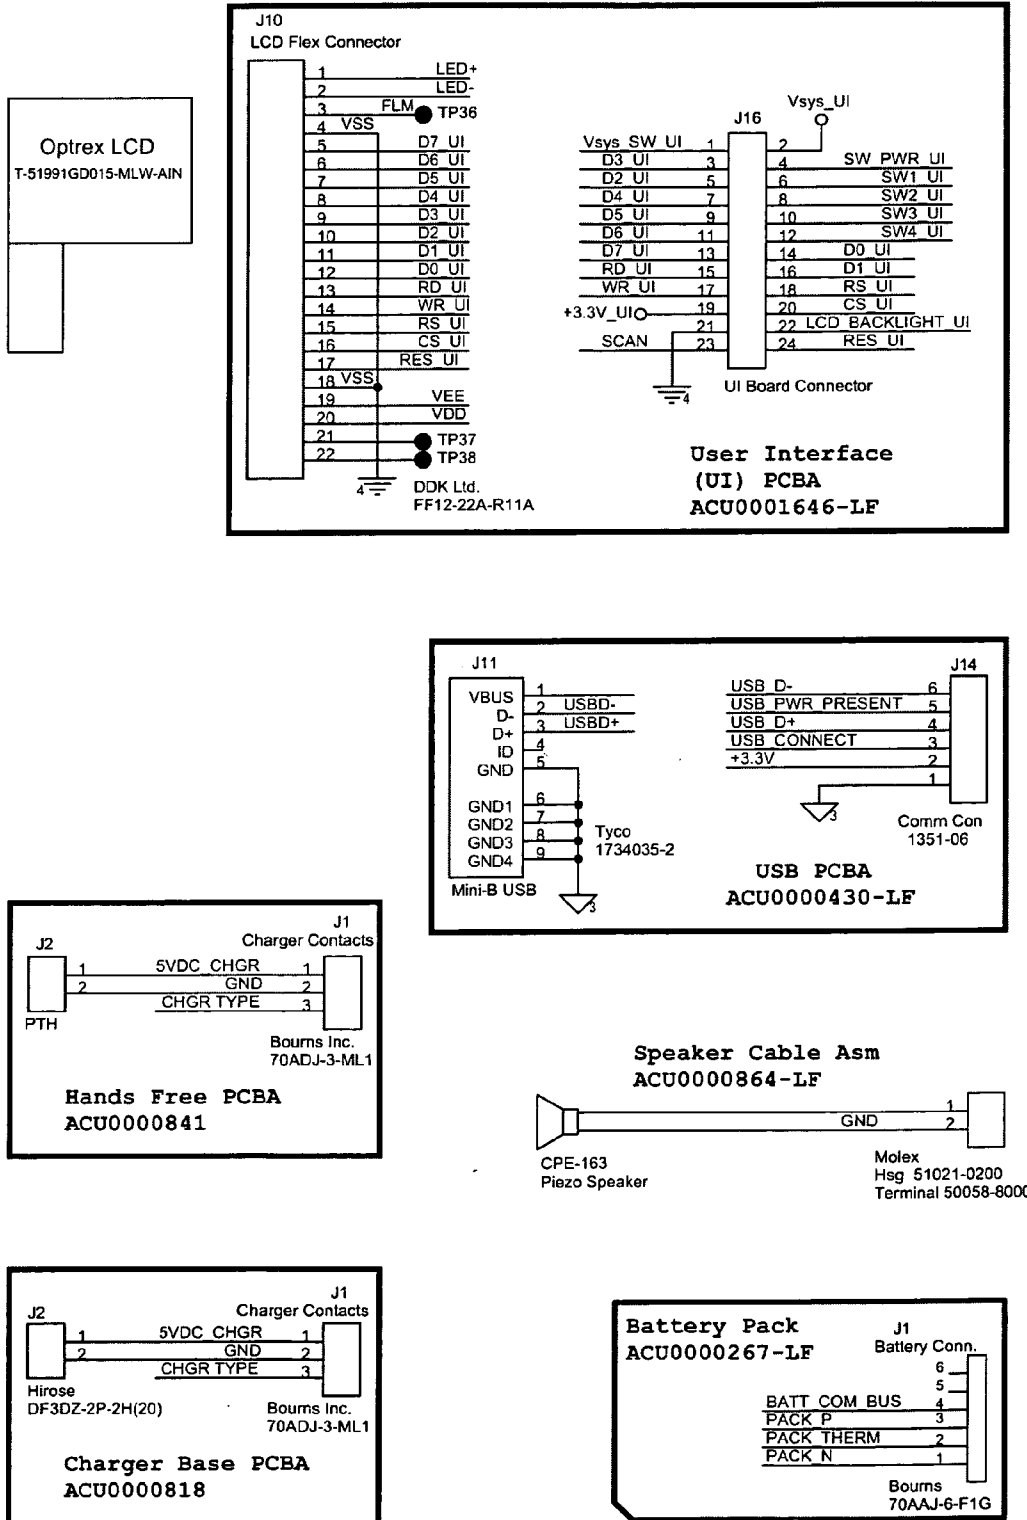 J10
LCD Flex Connector
1 LED+
2 LED-
3 FLM TP36
4 VSS
5 D7_UI
6 D6_UI
7 D5_UI
8 D4_UI
9 D3_UI
10 D2_UI
11 D1_UI
12 D0_UI
13 RD_UI
14 WR_UI
15 RS_UI
16 CS_UI
17 RES_UI
18 VSS
19 VEE
20 VDD
21 TP37
22 TP38
4
DDK Ltd.
FF12-22A-R11A
Optrex LCD
T-51991GD015-MLW-AIN
Vsys_UI
J16
Vsys_SW_UI 1 2
D3_UI 3 4 SW_PWR_UI
D2_UI 5 6 SW1_UI
D4_UI 7 8 SW2_UI
D5_UI 9 10 SW3_UI
D6_UI 11 12 SW4_UI
D7_UI 13 14 D0_UI
RD_UI 15 16 D1_UI
WR_UI 17 18 RS_UI
+3.3V_UI 19 20 CS_UI
21 22 LCD_BACKLIGHT_UI
SCAN 23 24 RES_UI
4
UI Board Connector
User Interface
(UI) PCBA
ACU0001646-LF
J11
VBUS 1
D- 2 USBD-
D+ 3 USBD+
ID 4
GND 5
GND1 6
GND2 7
GND3 8
GND4 9
Mini-B USB
Tyco
1734035-2
3
J14
USB_D- 6
USB_PWR_PRESENT 5
USB_D+ 4
USB_CONNECT 3
+3.3V 2
1
3
Comm Con
1351-06
USB PCBA
ACU0000430-LF
J2
J1
Charger Contacts
1 5VDC_CHGR 1
2 GND 2
CHGR TYPE 3
PTH
Bourns Inc.
70ADJ-3-ML1
Hands Free PCBA
ACU0000841
Speaker Cable Asm
ACU0000864-LF
1
GND 2
CPE-163
Piezo Speaker
Molex
Hsg 51021-0200
Terminal 50058-8000
J2
J1
Charger Contacts
1 5VDC_CHGR 1
2 GND 2
CHGR TYPE 3
Hirose
DF3DZ-2P-2H(20)
Bourns Inc.
70ADJ-3-ML1
Charger Base PCBA
ACU0000818
Battery Pack
ACU0000267-LF
J1
Battery Conn.
6
5
BATT_COM_BUS 4
PACK_P 3
PACK_THERM 2
PACK_N 1
Bourns
70AAJ-6-F1G